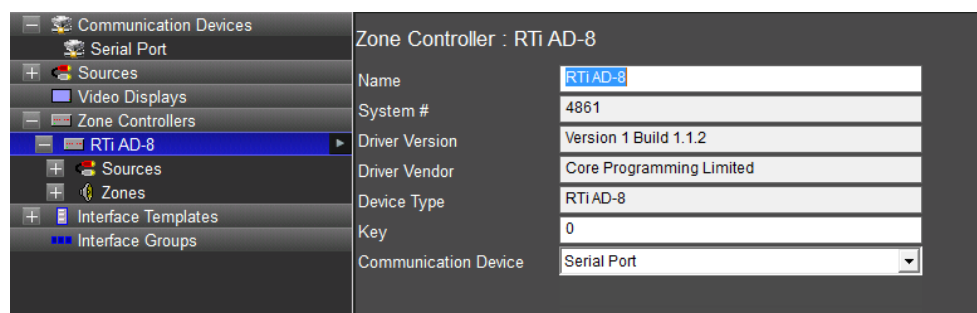 Communication Devices
Serial Port
Sources
Video Displays
Zone Controllers
RTi AD-8
Sources
Zones
Interface Templates
Interface Groups
Zone Controller : RTi AD-8
Name RTi AD-8
System # 4861
Driver Version Version 1 Build 1.1.2
Driver Vendor Core Programming Limited
Device Type RTi AD-8
Key 0
Communication Device Serial Port